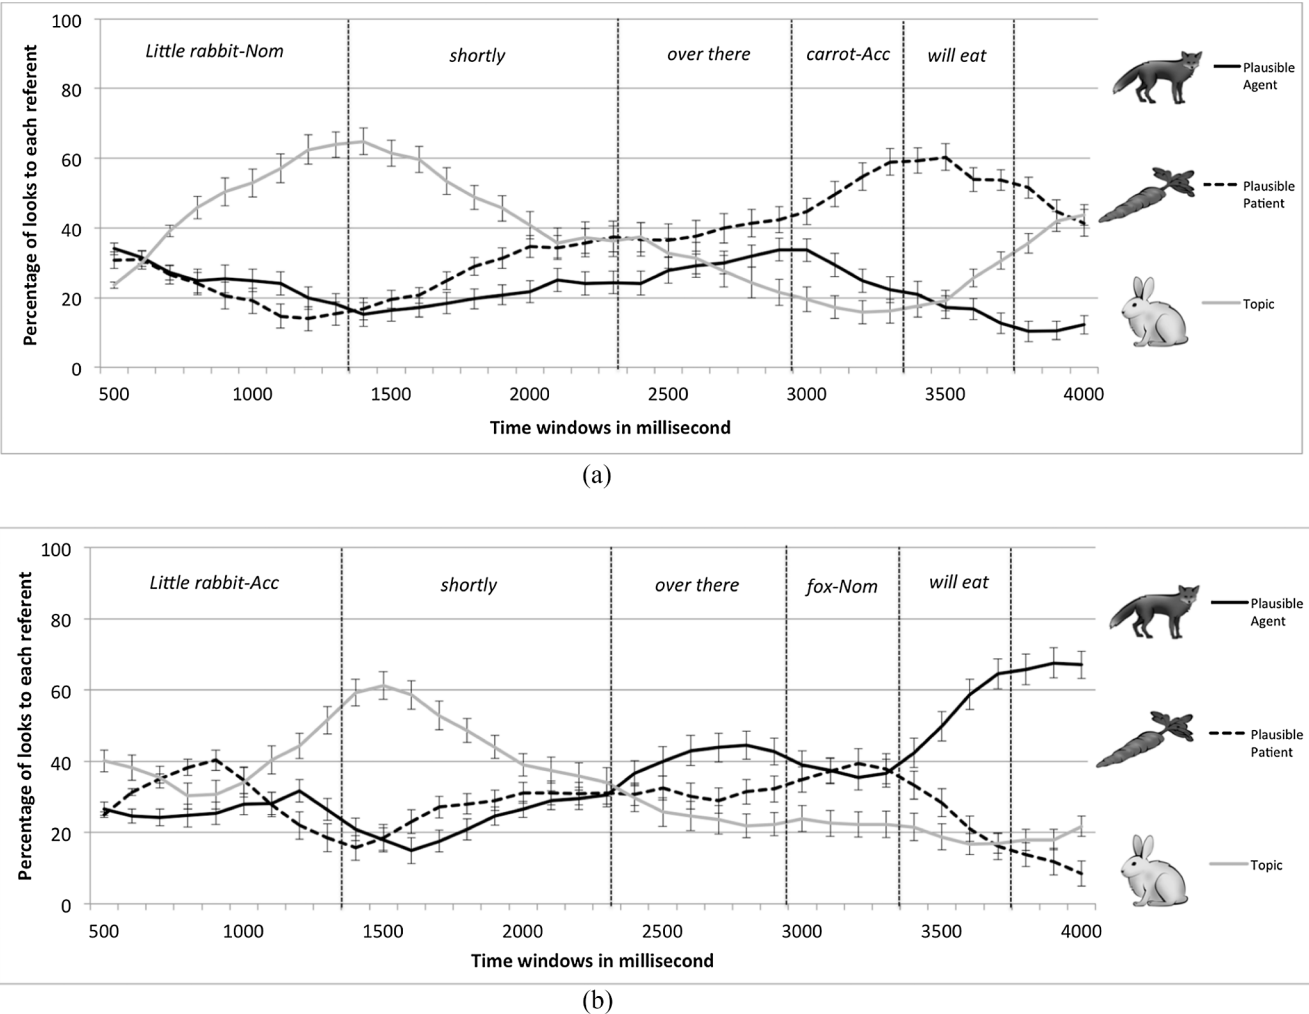 Percentage of looks to each referent
100
80
60
40
20
0
Little rabbit-Nom
shortly
over there
carrot-Acc
will eat
Plausible
Agent
Plausible
Patient
Topic
500 1000 1500 2000 2500 3000 3500 4000
Time windows in millisecond
(a)
Percentage of looks to each referent
100
80
60
40
20
0
Little rabbit-Acc
shortly
over there
fox-Nom
will eat
Plausible
Agent
Plausible
Patient
Topic
500 1000 1500 2000 2500 3000 3500 4000
Time windows in millisecond
(b)